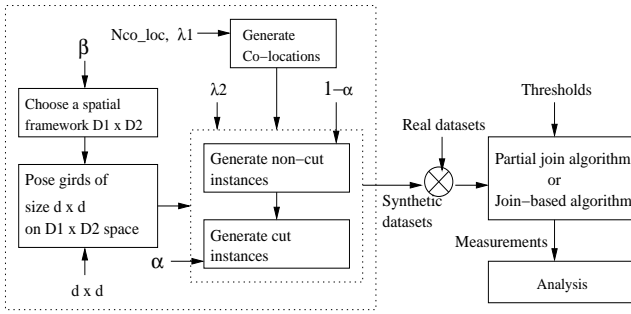 Nco_loc, λ1
Generate
Co-locations
β
Choose a spatial
framework D1 x D2
λ2
1-α
Thresholds
Real datasets
Pose girds of
size d x d
on D1 x D2 space
Generate non-cut
instances
Generate cut
instances
Synthetic
datasets
Partial join algorithm
or
Join-based algorithm
α
d x d
Measurements
Analysis